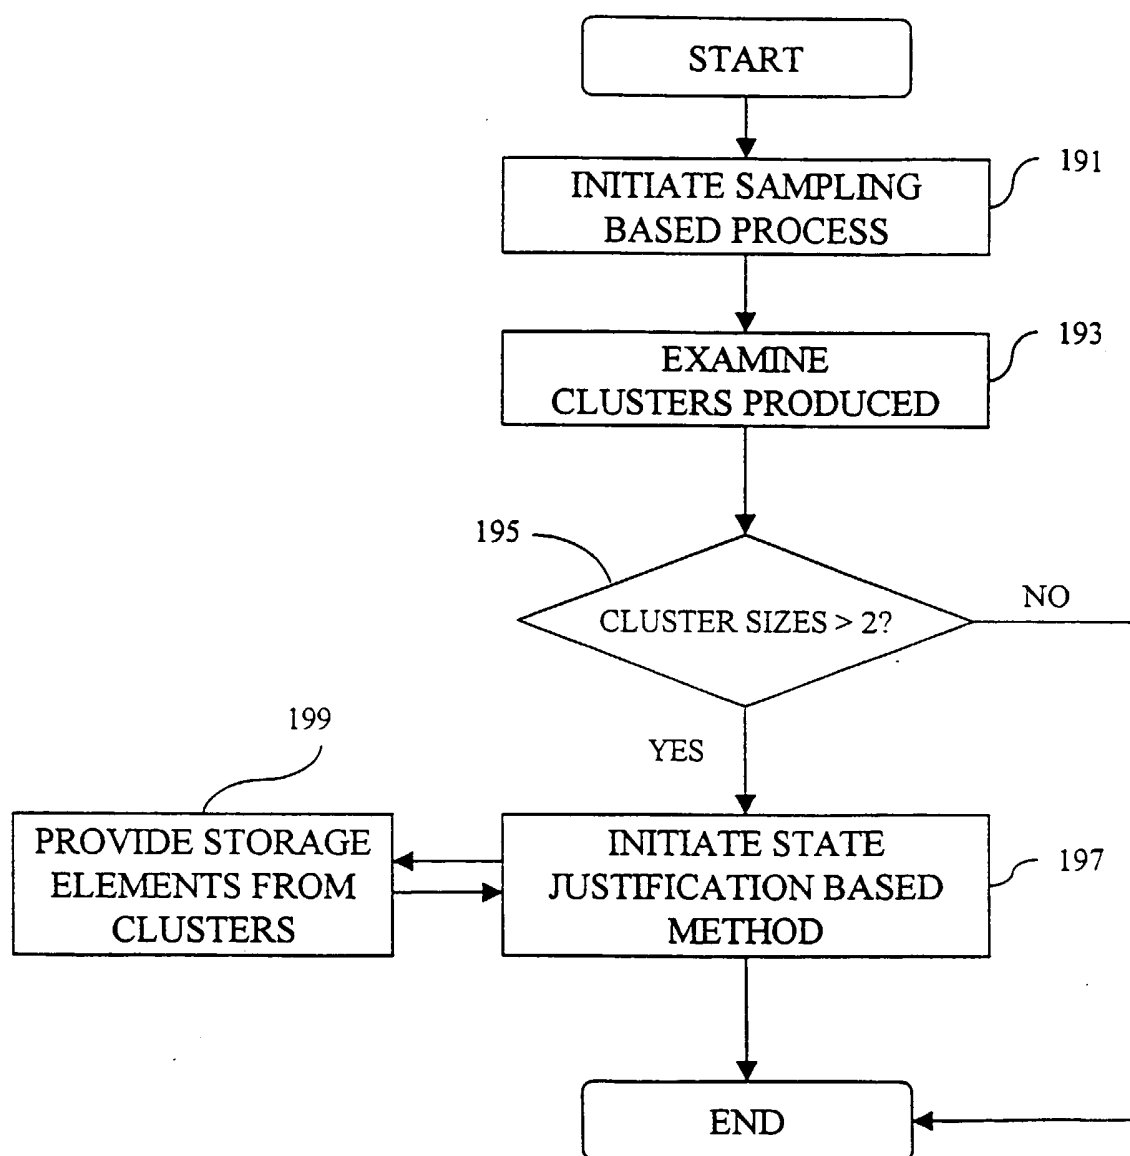 START
191
INITIATE SAMPLING
BASED PROCESS
193
EXAMINE
CLUSTERS PRODUCED
195
CLUSTER SIZES > 2?
NO
YES
199
PROVIDE STORAGE
ELEMENTS FROM
CLUSTERS
INITIATE STATE
JUSTIFICATION BASED
METHOD
197
END